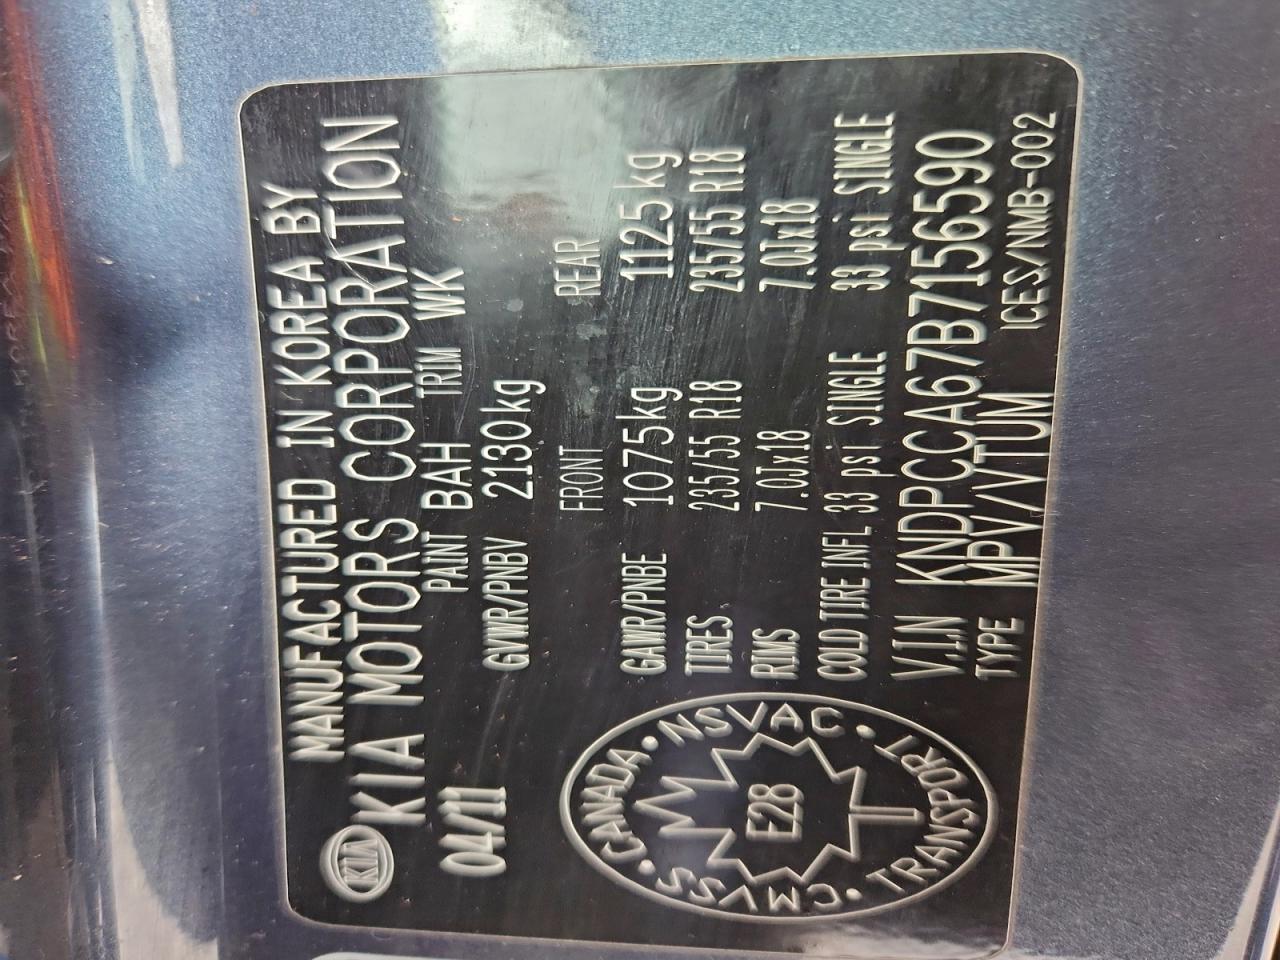 MANUFACTURED IN KOREA BY
KIA KIA MOTORS CORPORATION
04/11 PAINT BAH TRIM WK
GVWR/PNBV 2130kg
FRONT REAR
GAWR/PNBE 1075kg 1125kg
TIRES 235/55 R18 235/55 R18
RIMS 7.0Jx18 7.0Jx18
COLD TIRE INFL 33 psi SINGLE 33 psi SINGLE
V.I.N KNDPCCA67B7156590
TYPE MPV/VTUM ICES/NMB-002
CANADA • NSVAC • TRANSPORT • CMVSS •
E28